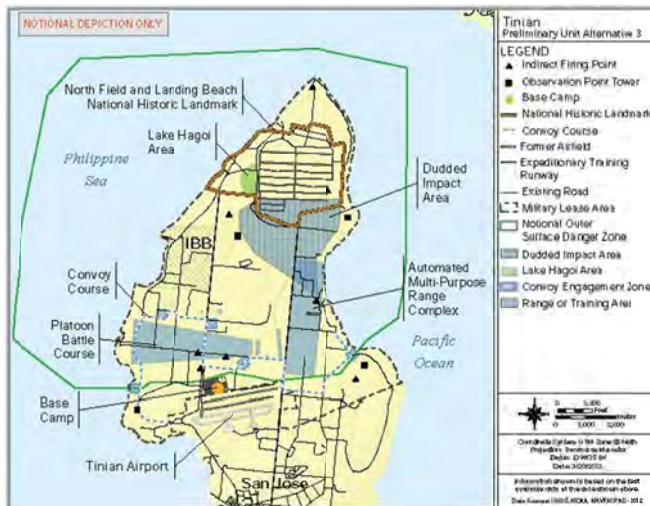 NOTIONAL DEPICTION ONLY
North Field and Landing Beach
National Historic Landmark
Lake Hagoi
Area
Philippine
Sea
Dudded
Impact
Area
IBB
Convoy
Course
Automated
Multi-Purpose
Range
Complex
Platoon
Battle
Course
Pacific
Ocean
Base
Camp
Tinian Airport
San Jose
Tinian
Preliminary Unit Alternative 3
LEGEND
Indirect Firing Point
Observation Point Tower
Base Camp
National Historic Landmark
Convoy Course
Former Airfield
Expeditionary Training
Runway
Existing Road
Military Lease Area
Notional Outer
Surface Danger Zone
Dudded Impact Area
Lake Hagoi Area
Convoy Engagement Zone
Range or Training Area